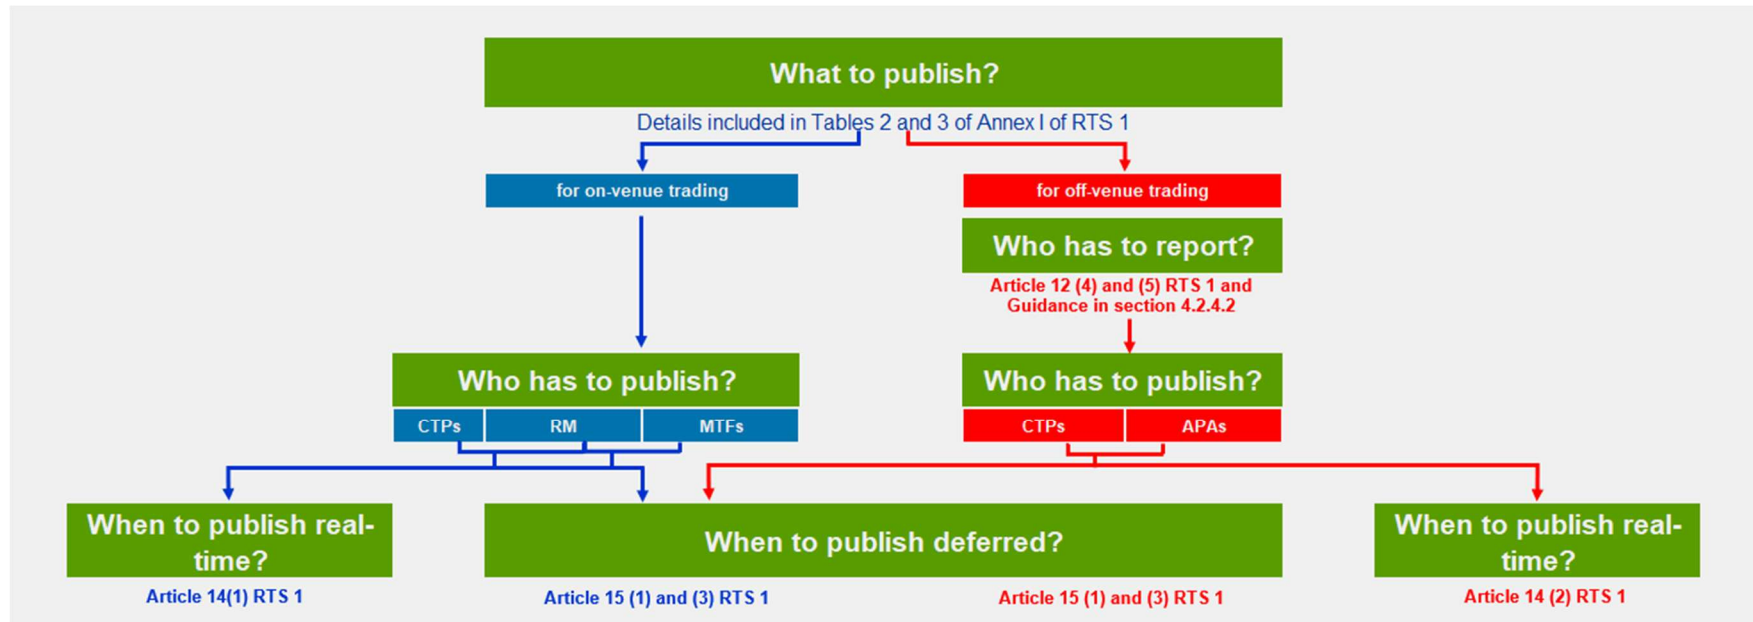 What to publish?
Details included in Tables 2 and 3 of Annex I of RTS 1
for on-venue trading
for off-venue trading
Who has to report?
Article 12 (4) and (5) RTS 1 and
Guidance in section 4.2.4.2
Who has to publish?
Who has to publish?
CTPs
RM
MTFs
CTPs
APAs
When to publish real-
time?
When to publish deferred?
When to publish real-
time?
Article 14(1) RTS 1
Article 15 (1) and (3) RTS 1
Article 15 (1) and (3) RTS 1
Article 14 (2) RTS 1